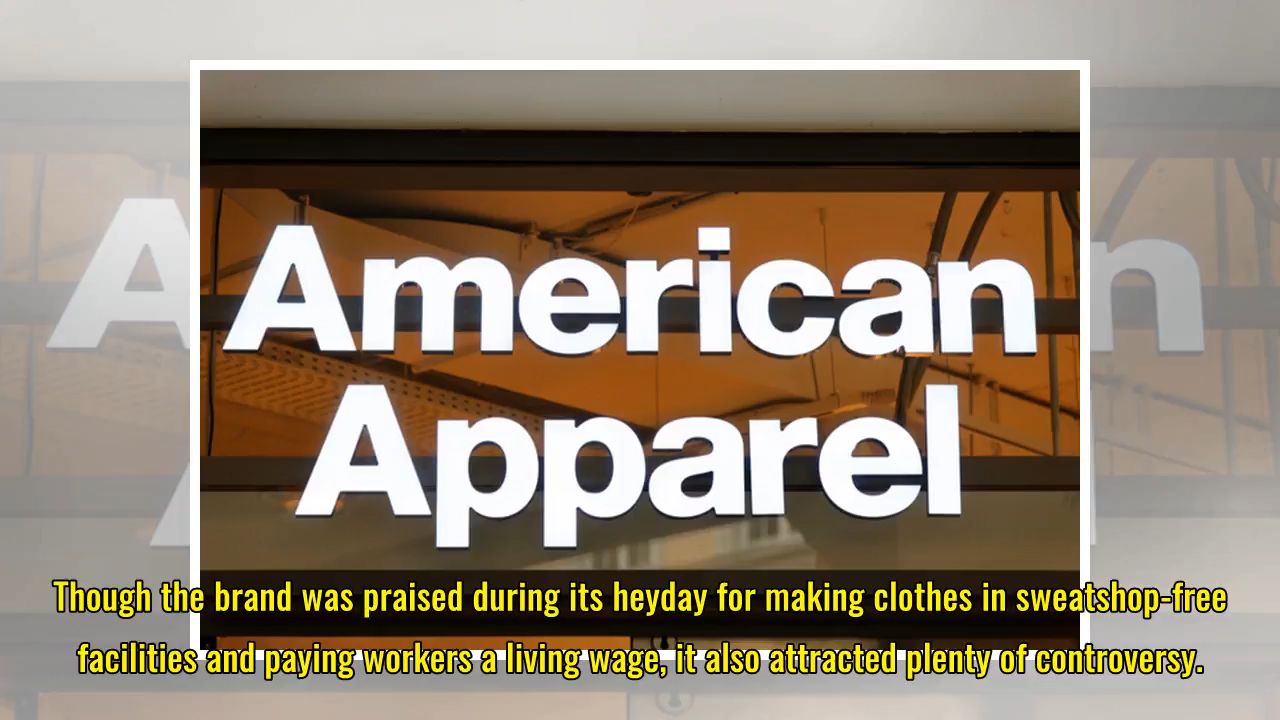 American
Apparel
Though the brand was praised during its heyday for making clothes in sweatshop-free
facilities and paying workers a living wage, it also attracted plenty of controversy.